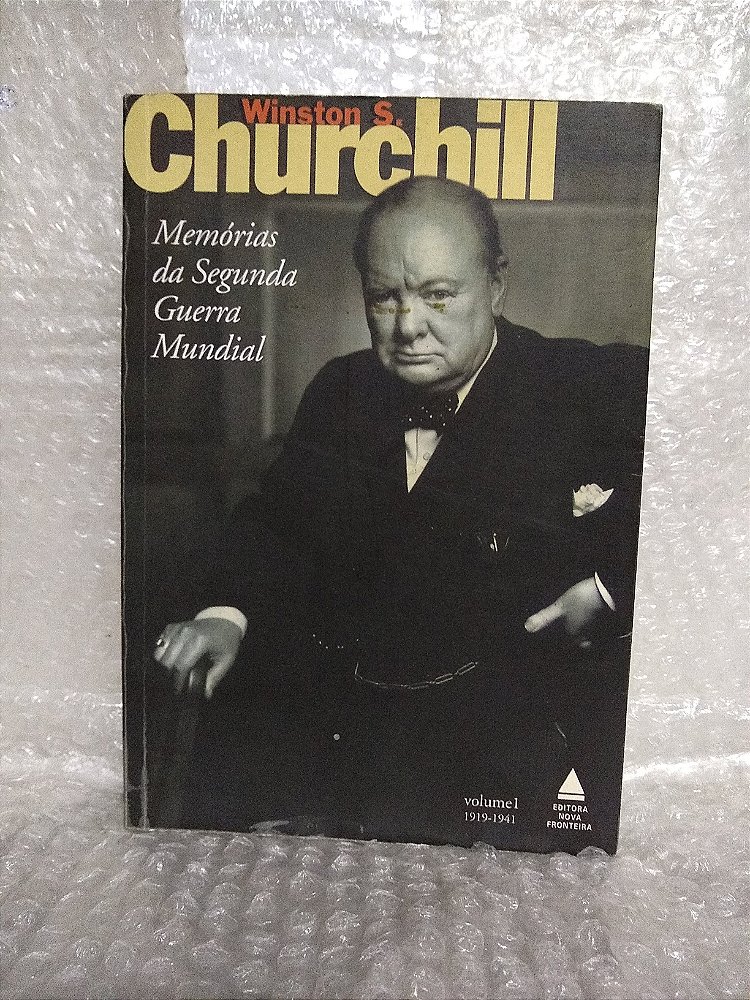 Winston S.
Churchill
Memórias
da Segunda
Guerra
Mundial
volume1
1919-1941
EDITORA
NOVA
FRONTEIRA